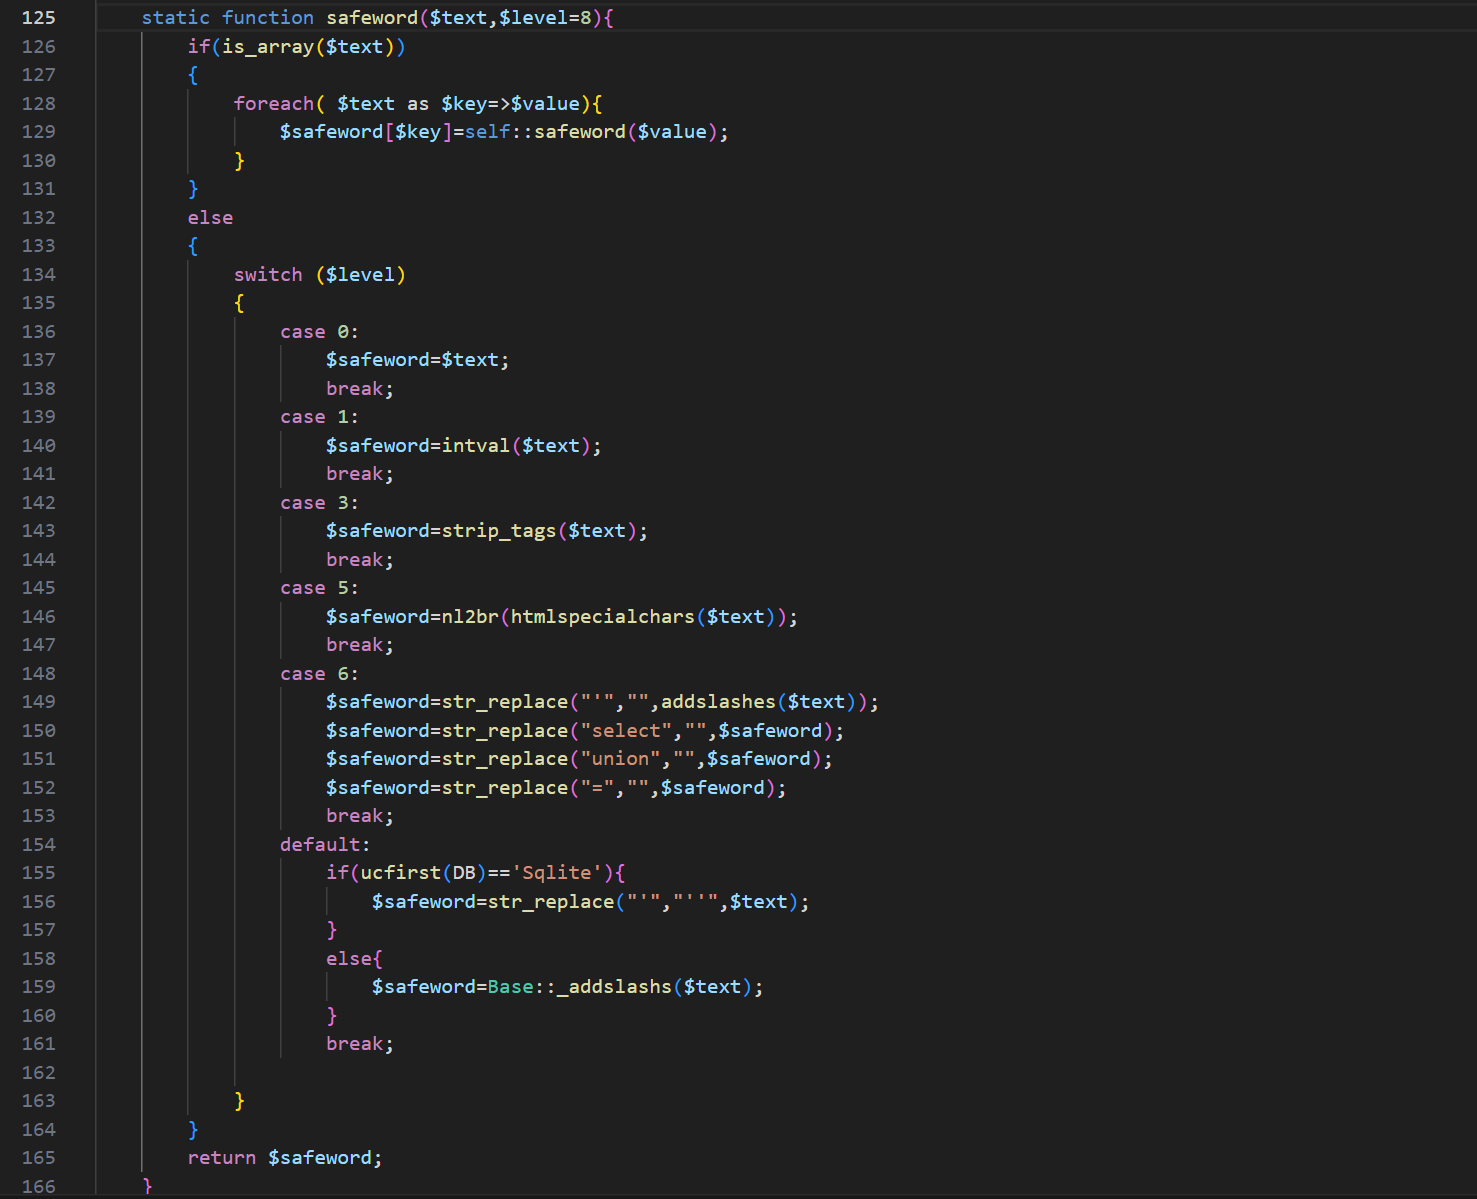 125 static function safeword($text,$level=8){
126 if(is_array($text))
127 {
128 foreach( $text as $key=>$value){
129 $safeword[$key]=self::safeword($value);
130 }
131 }
132 else
133 {
134 switch ($level)
135 {
136 case 0:
137 $safeword=$text;
138 break;
139 case 1:
140 $safeword=intval($text);
141 break;
142 case 3:
143 $safeword=strip_tags($text);
144 break;
145 case 5:
146 $safeword=nl2br(htmlspecialchars($text));
147 break;
148 case 6:
149 $safeword=str_replace("'","",addslashes($text));
150 $safeword=str_replace("select","",$safeword);
151 $safeword=str_replace("union","",$safeword);
152 $safeword=str_replace("=","",$safeword);
153 break;
154 default:
155 if(ucfirst(DB)=='Sqlite'){
156 $safeword=str_replace("'","''",$text);
157 }
158 else{
159 $safeword=Base::_addslashs($text);
160 }
161 break;
162
163 }
164 }
165 return $safeword;
166 }